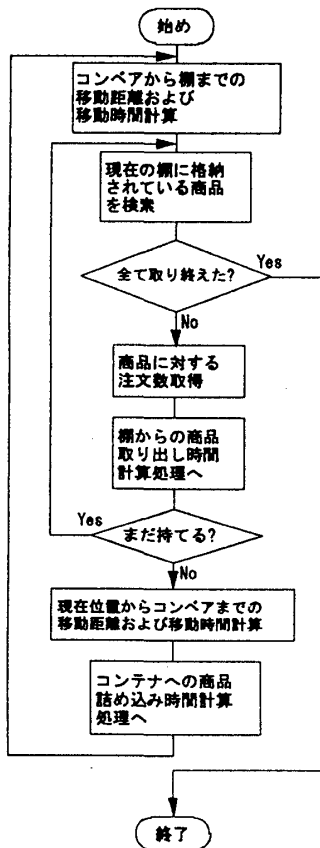 始め
コンベアから棚までの
移動距離および
移動時間計算
現在の棚に格納
されている商品
を検索
全て取り終えた?
Yes
No
商品に対する
注文数取得
棚からの商品
取り出し時間
計算処理へ
Yes
まだ持てる?
No
現在位置からコンベアまでの
移動距離および移動時間計算
コンテナへの商品
詰め込み時間計算
処理へ
終了